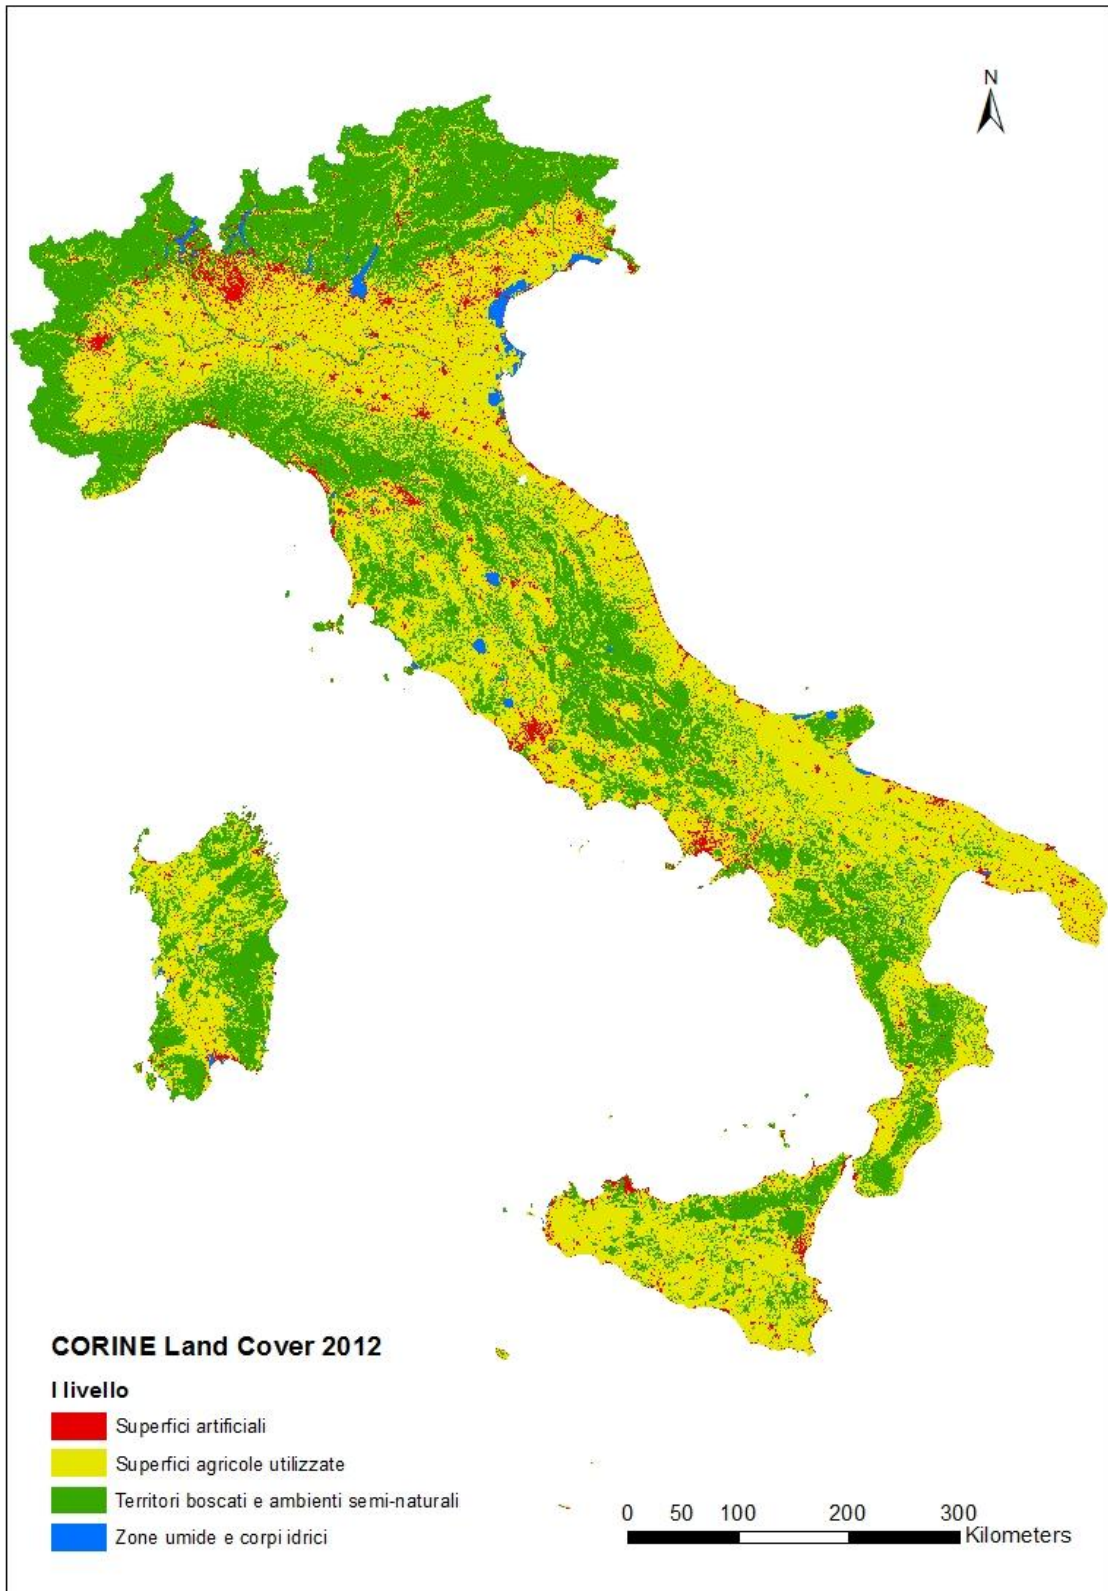 N
CORINE Land Cover 2012
I livello
Superfici artificiali
Superfici agricole utilizzate
Territori boscati e ambienti semi-naturali
Zone umide e corpi idrici
0 50 100 200 300
Kilometers